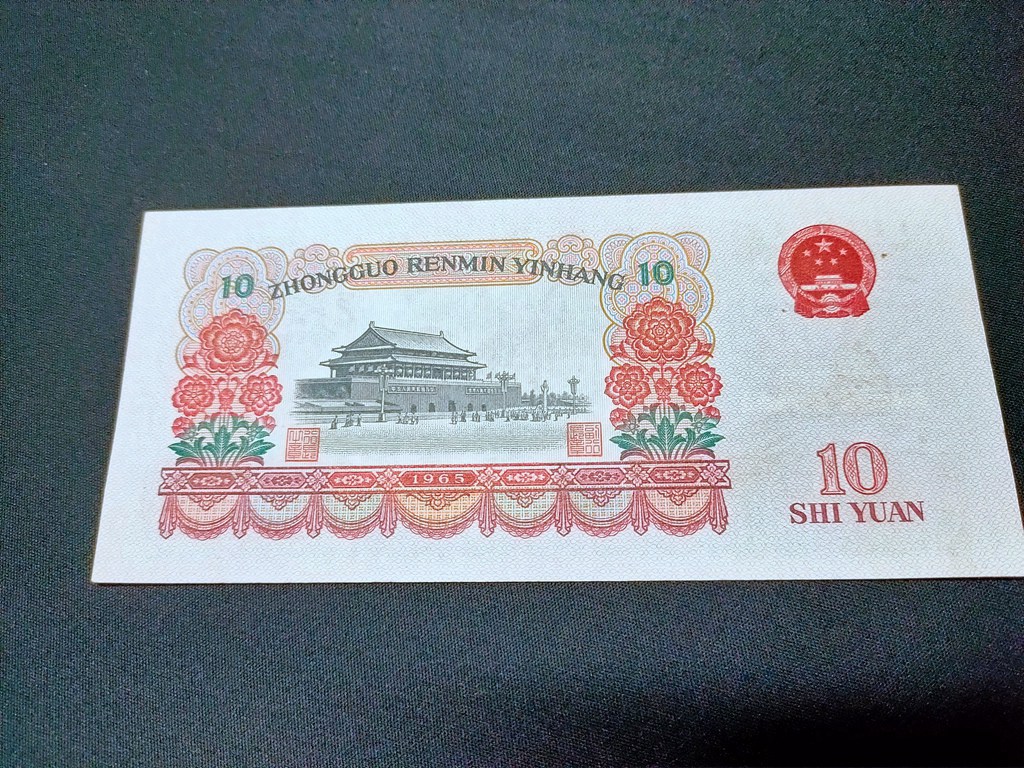 10 ZHONGGUO RENMIN YINHANG 10
1965
10
SHI YUAN